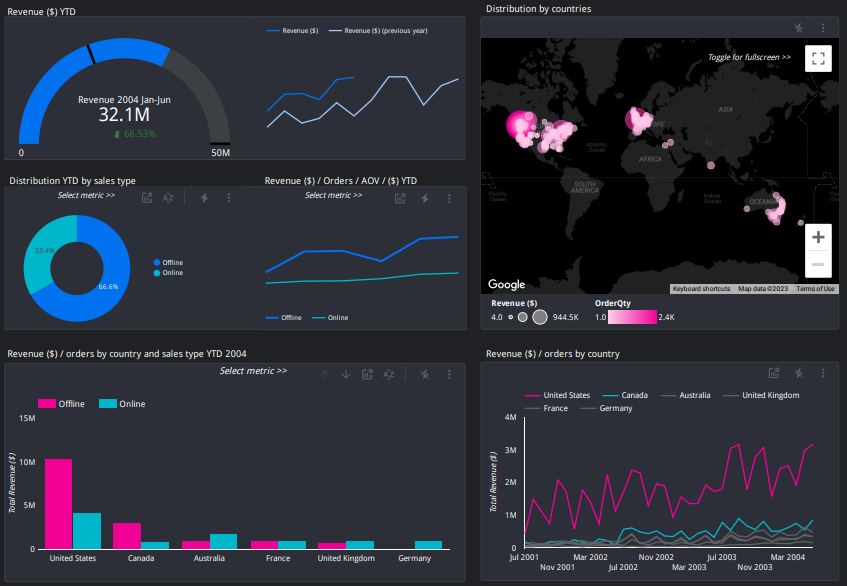 Revenue ($) YTD
Revenue ($) Revenue ($) (previous year)
Revenue 2004 Jan-Jun
32.1M
66.53%
0 50M
Distribution by countries
Toggle for fullscreen >>
ASIA
OPE
Atlantic
Ocean
AFRICA
Pacific
Ocean
SOUTH
AMERICA
Indian
Ocean
OCEANIA
Google
Keyboard shortcuts Map data ©2023 Terms of Use
Revenue ($) OrderQty
4.0 944.5K 1.0 2.4K
Distribution YTD by sales type
Select metric >>
33.4%
66.6%
Offline
Online
Revenue ($) / Orders / AOV / ($) YTD
Select metric >>
Offline Online
Revenue ($) / orders by country and sales type YTD 2004
Select metric >>
Offline Online
Total Revenue ($)
15M
10M
5M
0
United States Canada Australia France United Kingdom Germany
Revenue ($) / orders by country
United States Canada Australia United Kingdom
France Germany
Total Revenue ($)
4M
3M
2M
1M
0
Jul 2001 Mar 2002 Nov 2002 Jul 2003 Mar 2004
Nov 2001 Jul 2002 Mar 2003 Nov 2003